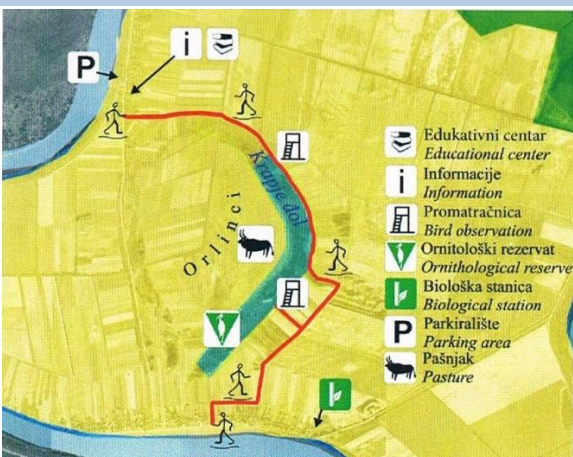 P
i
Krapje dol
Orlinci
Edukativni centar
Educational center
i
Informacije
Information
Promatračnica
Bird observation
Ornitološki rezervat
Ornithological reserve
Biološka stanica
Biological station
P
Parkiralište
Parking area
Pašnjak
Pasture